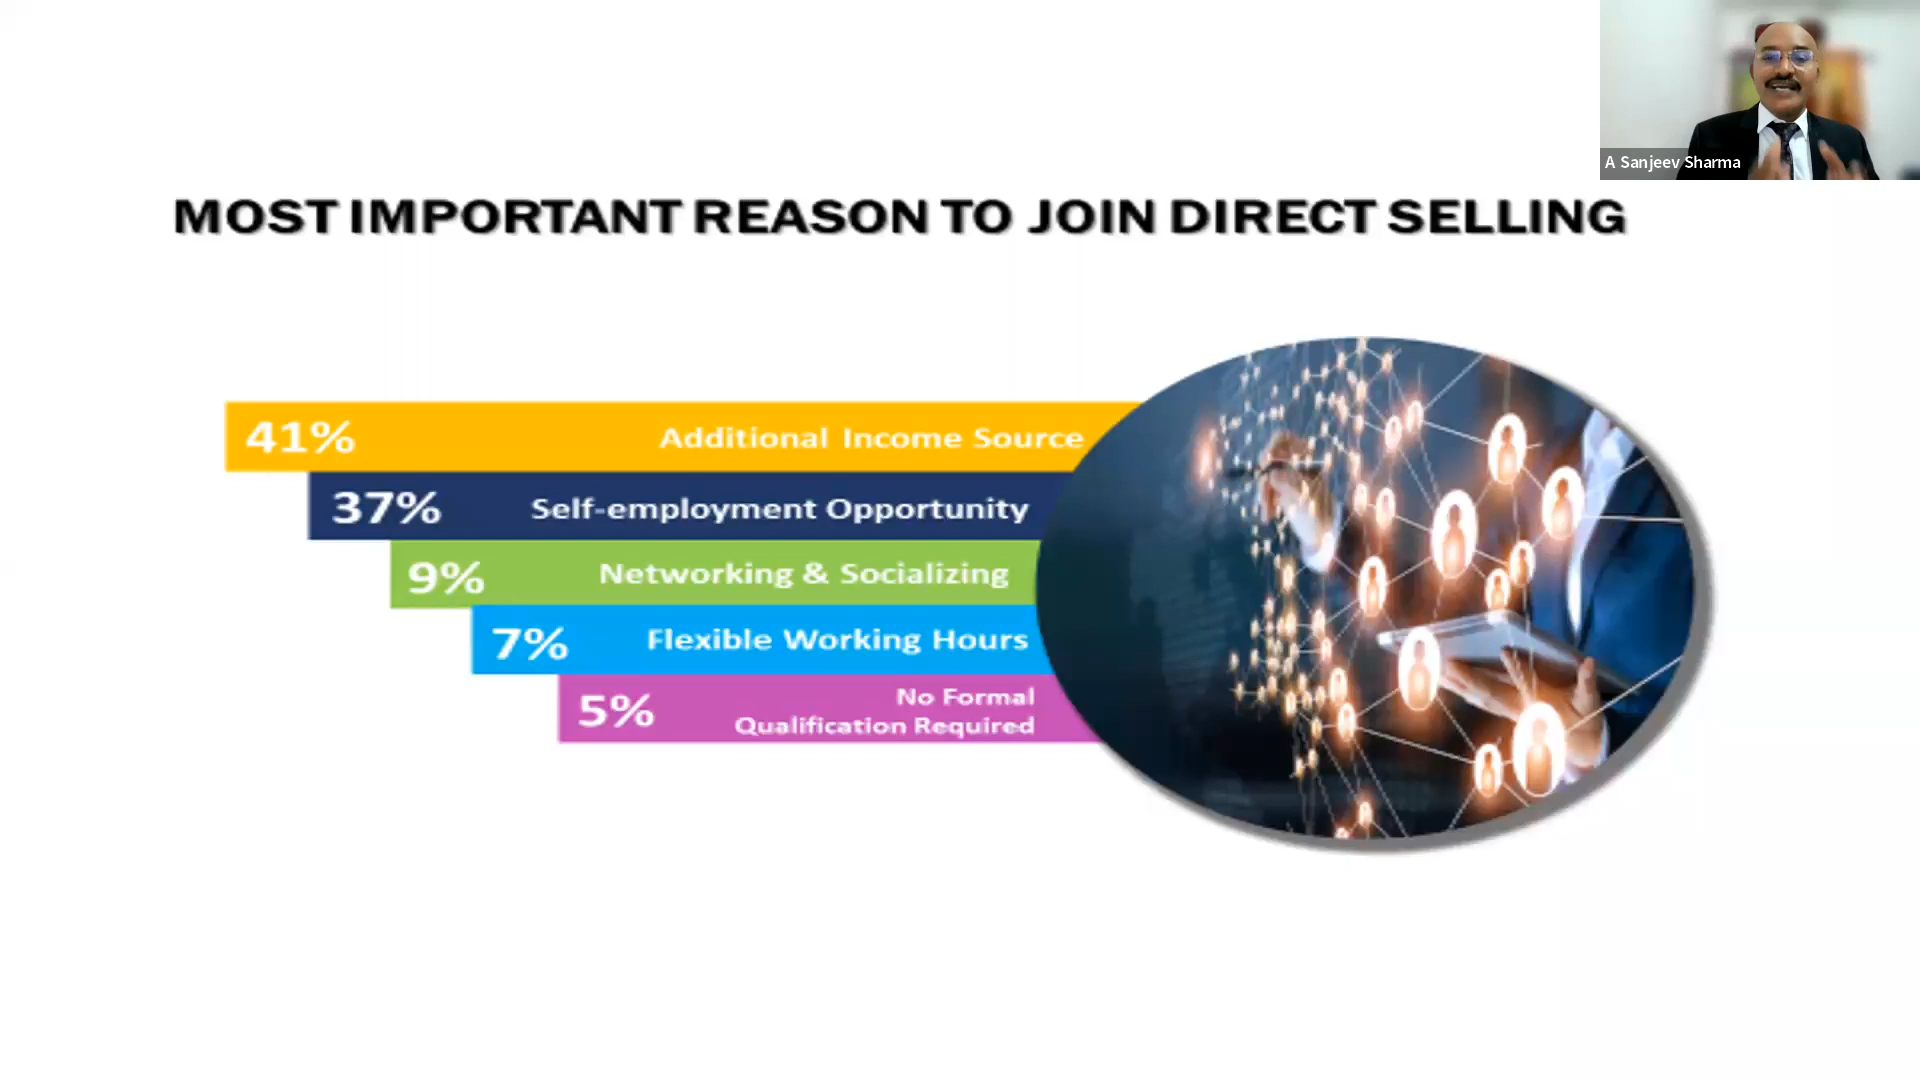 A Sanjeev Sharma
MOST IMPORTANT REASON TO JOIN DIRECT SELLING
41% Additional Income Source
37% Self-employment Opportunity
9% Networking & Socializing
7% Flexible Working Hours
5% No Formal
Qualification Required